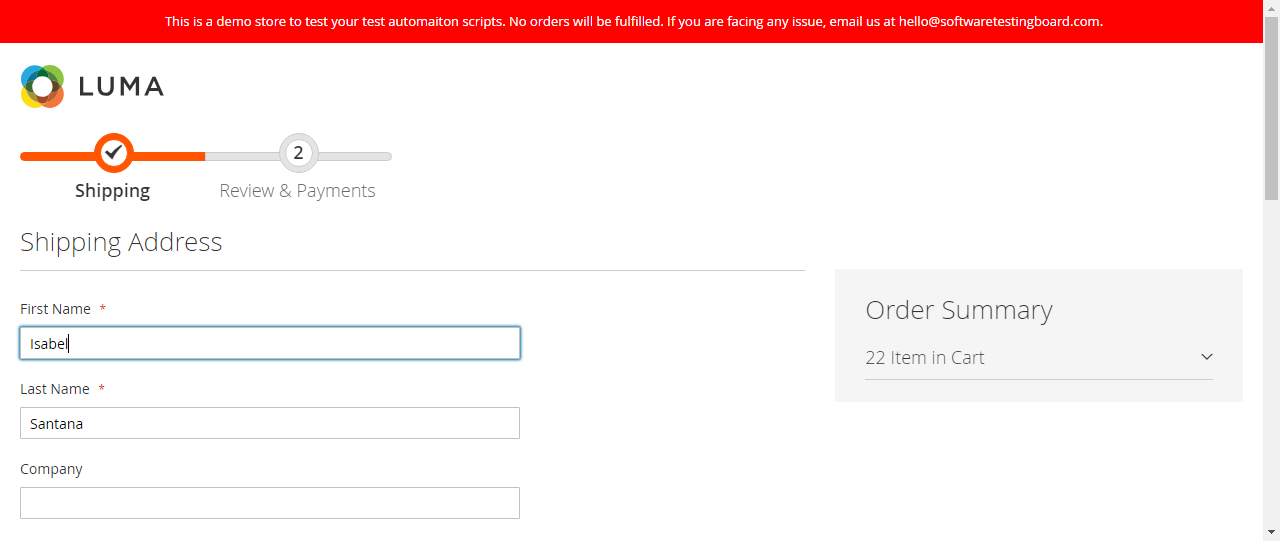 This is a demo store to test your test automaiton scripts. No orders will be fulfilled. If you are facing any issue, email us at hello@softwaretestingboard.com.
LUMA
2
Shipping
Review & Payments
Shipping Address
First Name *
Isabel
Last Name *
Santana
Company
Order Summary
22 Item in Cart